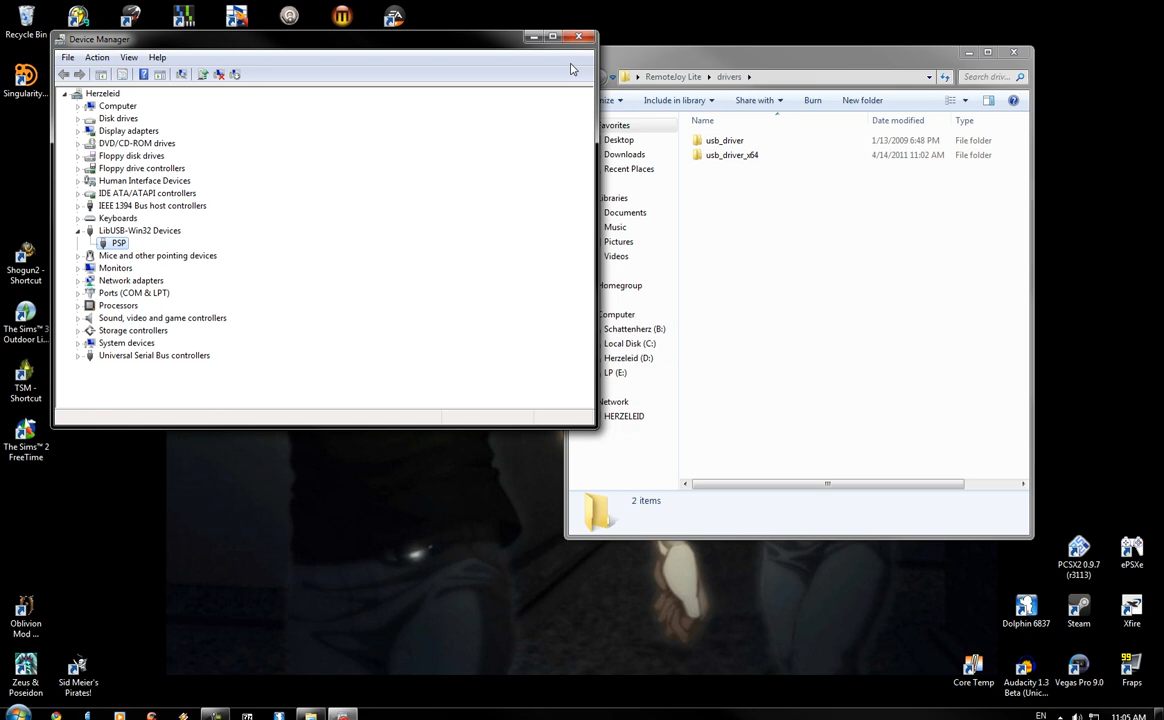 Recycle Bin
Singularity...
Shogun2 -
Shortcut
The Sims™ 3
Outdoor Li...
TSM -
Shortcut
The Sims™ 2
FreeTime
Oblivion
Mod ...
Zeus &
Poseidon
Sid Meier's
Pirates!
Device Manager
File Action View Help
Herzeleid
Computer
Disk drives
Display adapters
DVD/CD-ROM drives
Floppy disk drives
Floppy drive controllers
Human Interface Devices
IDE ATA/ATAPI controllers
IEEE 1394 Bus host controllers
Keyboards
LibUSB-Win32 Devices
PSP
Mice and other pointing devices
Monitors
Network adapters
Ports (COM & LPT)
Processors
Sound, video and game controllers
Storage controllers
System devices
Universal Serial Bus controllers
RemoteJoy Lite drivers
Search driv...
nize Include in library Share with Burn New folder
avorites
Desktop
Downloads
Recent Places
ibraries
Documents
Music
Pictures
Videos
Homegroup
Computer
Schattenherz (B:)
Local Disk (C:)
Herzeleid (D:)
LP (E:)
Network
HERZELEID
Name Date modified Type
usb_driver 1/13/2009 6:48 PM File folder
usb_driver_x64 4/14/2011 11:02 AM File folder
2 items
PCSX2 0.9.7
(r3113)
ePSXe
Dolphin 6837
Steam
Xfire
Core Temp
Audacity 1.3
Beta (Unic...
Vegas Pro 9.0
99
Fraps
EN
11:05 AM